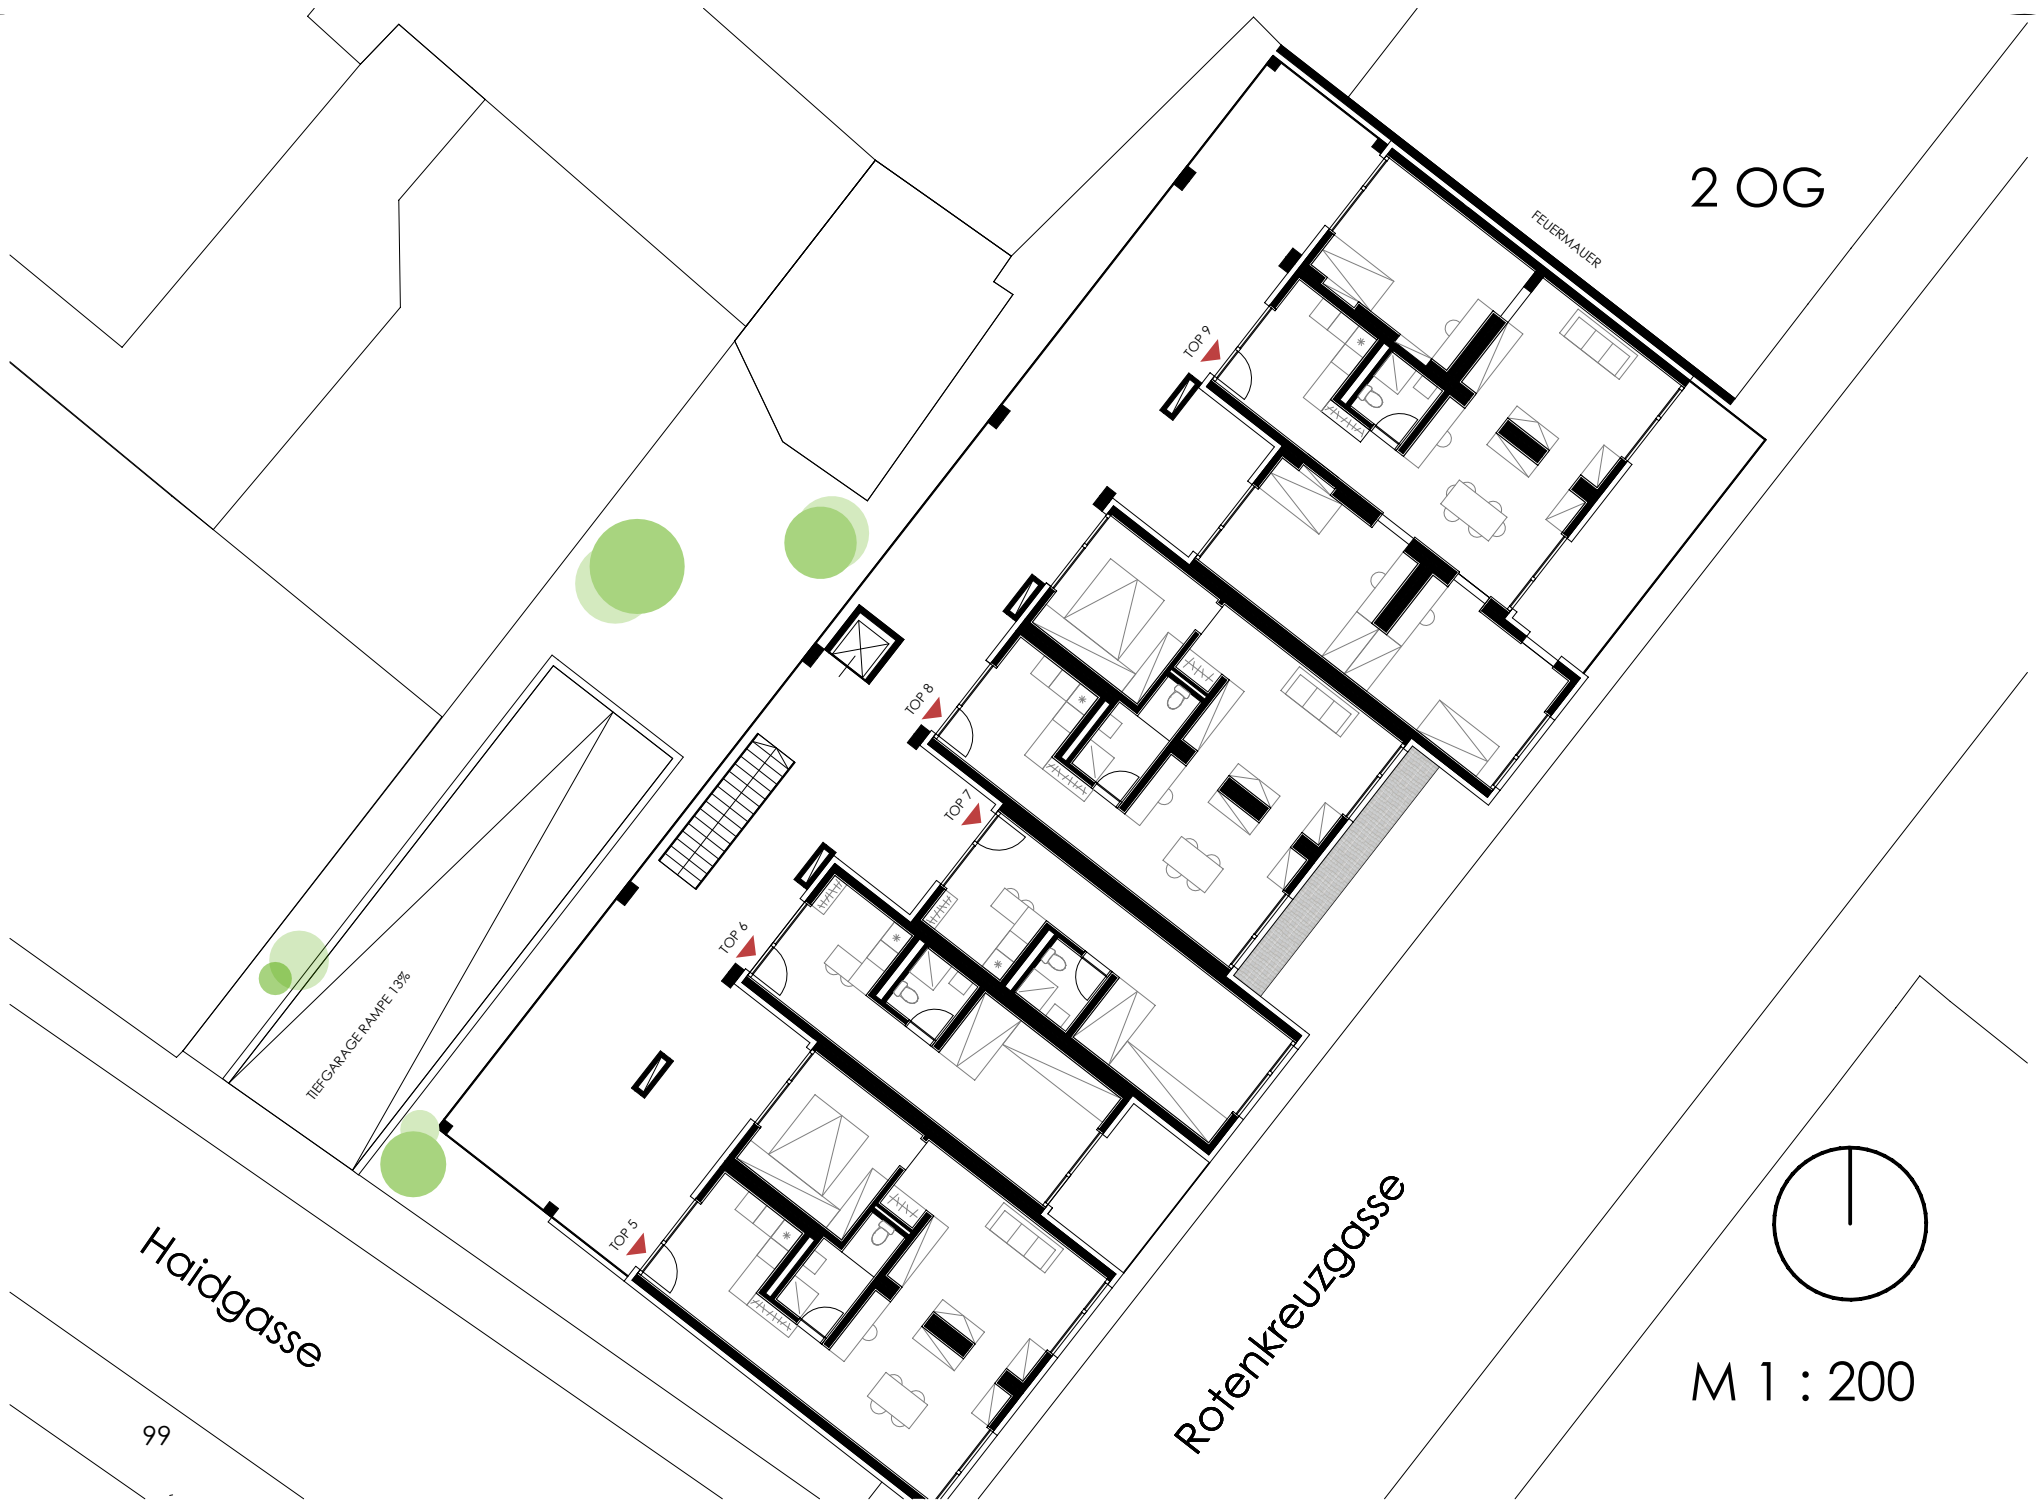 2 OG
FEUERMAUER
TOP 9
TOP 8
TOP 7
TOP 6
TOP 5
TIEFGARAGE RAMPE 13%
Haidgasse
Rotenkreuzgasse
M 1 : 200
99